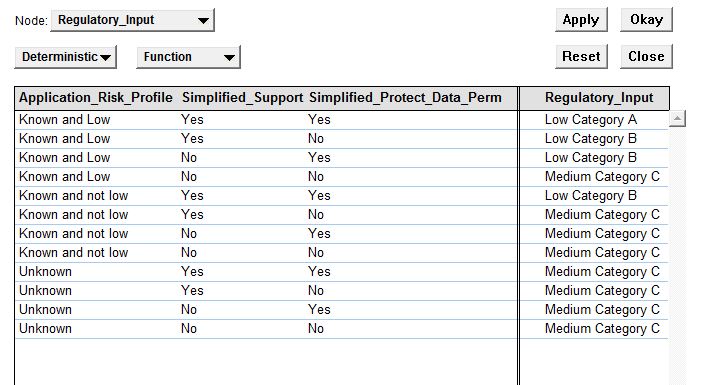 Node: Regulatory_Input Apply Okay
Deterministic Function Reset Close
Application_Risk_Profile Simplified_Support Simplified_Protect_Data_Perm Regulatory_Input
Known and Low Yes Yes Low Category A
Known and Low Yes No Low Category B
Known and Low No Yes Low Category B
Known and Low No No Medium Category C
Known and not low Yes Yes Low Category B
Known and not low Yes No Medium Category C
Known and not low No Yes Medium Category C
Known and not low No No Medium Category C
Unknown Yes Yes Medium Category C
Unknown Yes No Medium Category C
Unknown No Yes Medium Category C
Unknown No No Medium Category C